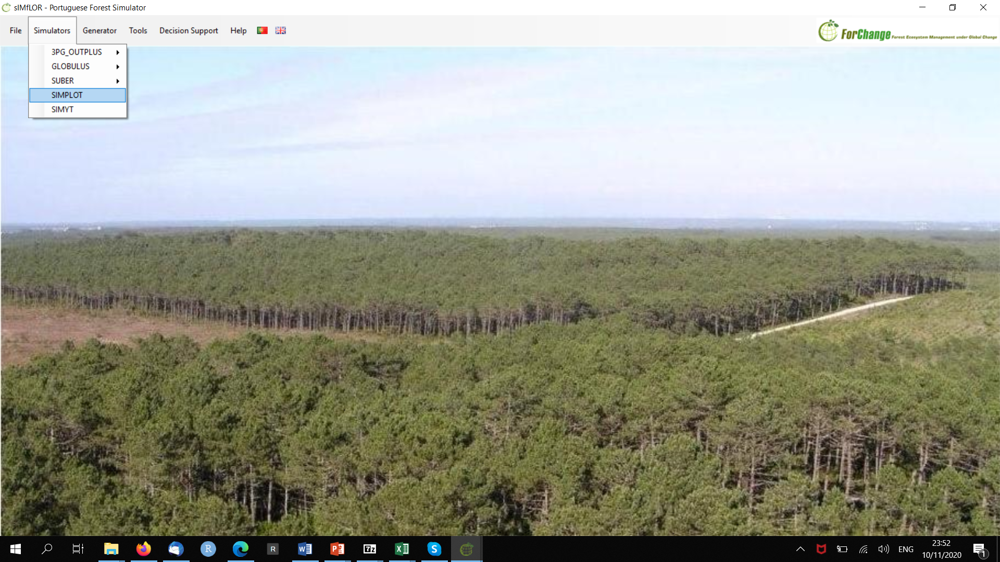 sIMfLOR - Portuguese Forest Simulator
File Simulators Generator Tools Decision Support Help
ForChange Forest Ecosystem Management under Global Change
3PG_OUTPLUS
GLOBULUS
SUBER
SIMPLOT
SIMYT
R
R
W
P
7z
X
S
ENG
23:52
10/11/2020
1